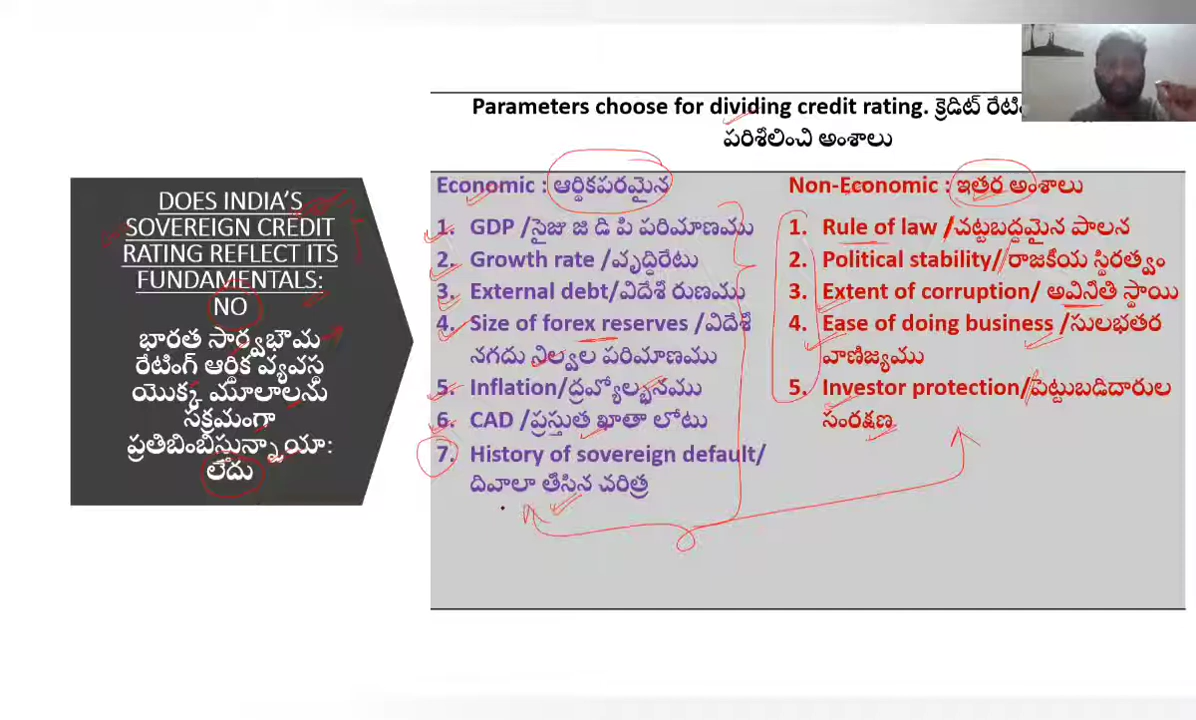 DOES INDIA'S
SOVEREIGN CREDIT
RATING REFLECT ITS
FUNDAMENTALS:
NO
భారత సార్వభౌమ
రేటింగ్ ఆర్థిక వ్యవస్థ
యొక్క మూలాలను
సక్రమంగా
ప్రతిబింబిస్తున్నాయా:
లేదు
Parameters choose for dividing credit rating. క్రెడిట్
పరిశీలించి అంశాలు
Economic : ఆర్థికపరమైన
1. GDP /సైజు జి డి పి పరిమాణము
2. Growth rate /వృద్ధిరేటు
3. External debt/విదేశీ రుణము
4. Size of forex reserves /విదేశీ
నగదు నిల్వల పరిమాణము
5. Inflation/ద్రవ్యోల్బనము
6. CAD /ప్రస్తుత ఖాతా లోటు
7. History of sovereign default/
దివాలా తీసిన చరిత్ర
Non-Economic : ఇతర అంశాలు
1. Rule of law /చట్టబద్ధమైన పాలన
2. Political stability/రాజకీయ స్థిరత్వం
3. Extent of corruption/ అవినీతి స్థాయి
4. Ease of doing business /సులభతర
వాణిజ్యము
5. Investor protection/పెట్టుబడిదారుల
సంరక్షణ